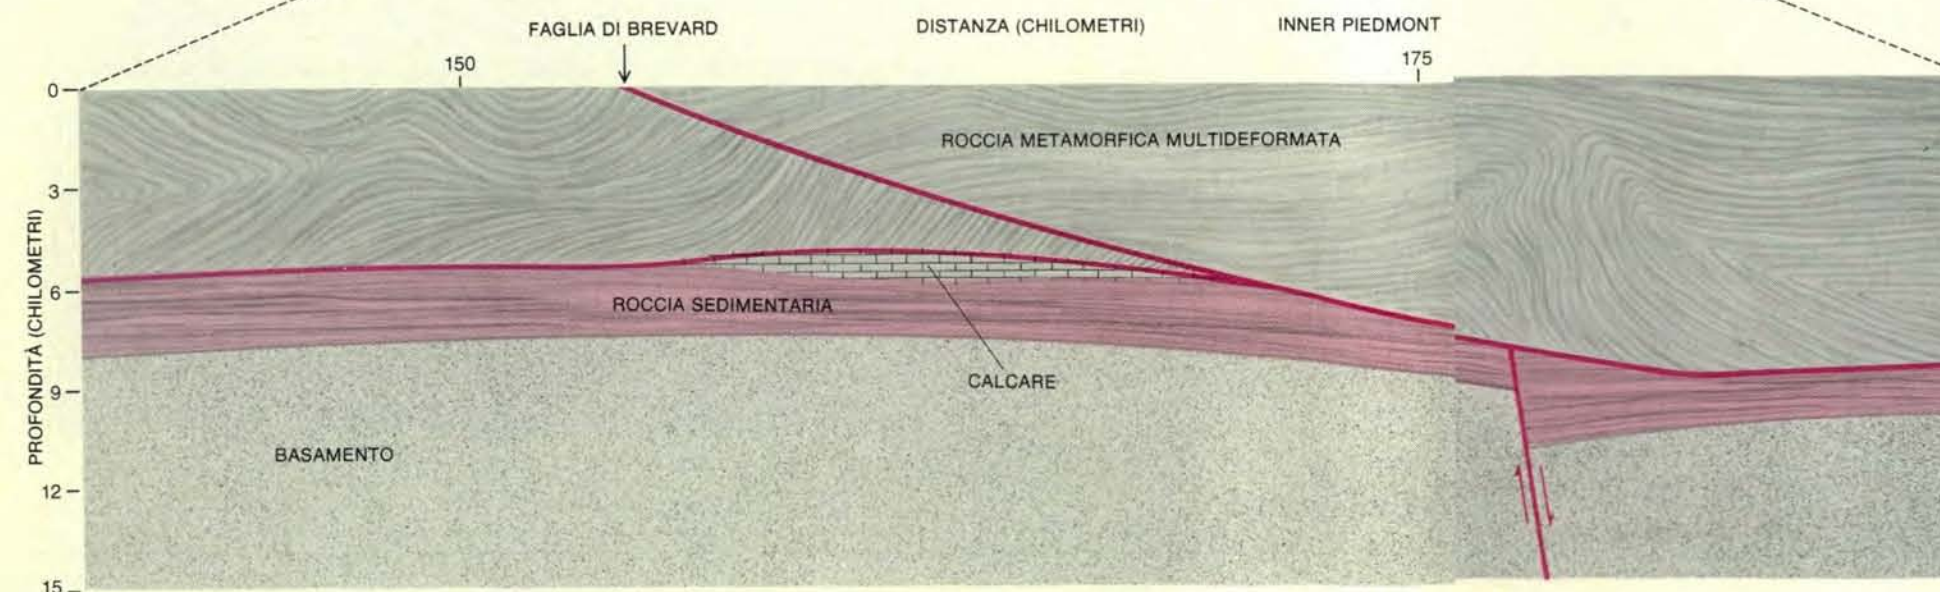 FAGLIA DI BREVARD
DISTANZA (CHILOMETRI)
INNER PIEDMONT
150
175
0
3
6
9
12
15
PROFONDITÀ (CHILOMETRI)
ROCCIA METAMORFICA MULTIDEFORMATA
ROCCIA SEDIMENTARIA
CALCARE
BASAMENTO